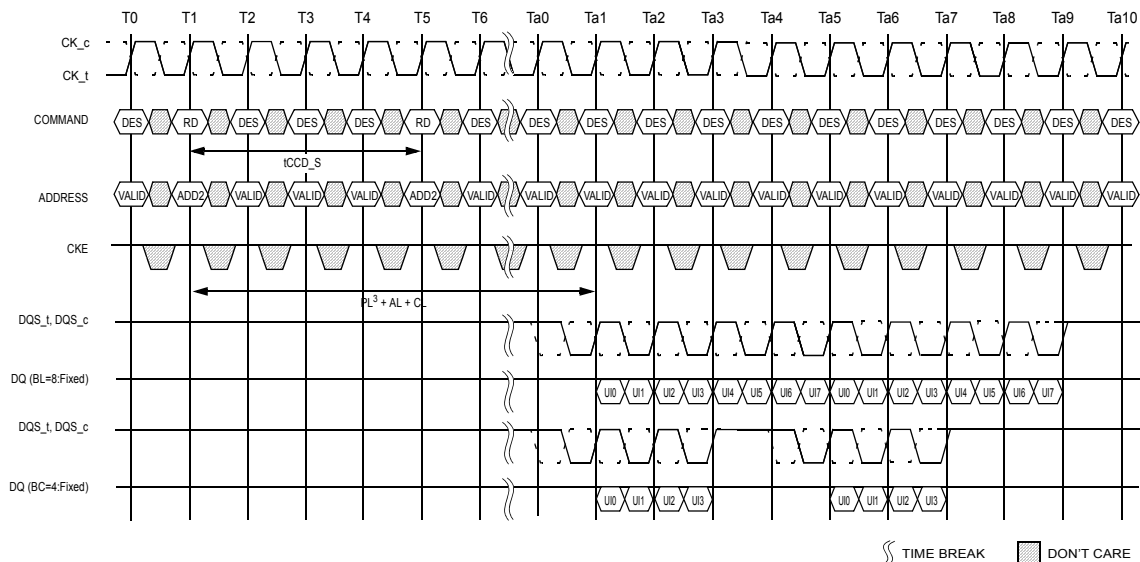 T0 T1 T2 T3 T4 T5 T6 Ta0 Ta1 Ta2 Ta3 Ta4 Ta5 Ta6 Ta7 Ta8 Ta9 Ta10
CK_c
CK_t
COMMAND DES RD DES DES DES RD DES DES DES DES DES DES DES DES DES DES DES DES
tCCD_S
ADDRESS VALID ADD2 VALID VALID VALID ADD2 VALID VALID VALID VALID VALID VALID VALID VALID VALID VALID VALID VALID
CKE
PL3 + AL + CL
DQS_t, DQS_c
DQ (BL=8:Fixed) UI0 UI1 UI2 UI3 UI4 UI5 UI6 UI7 UI0 UI1 UI2 UI3 UI4 UI5 UI6 UI7
DQS_t, DQS_c
DQ (BC=4:Fixed) UI0 UI1 UI2 UI3 UI0 UI1 UI2 UI3
TIME BREAK DON'T CARE